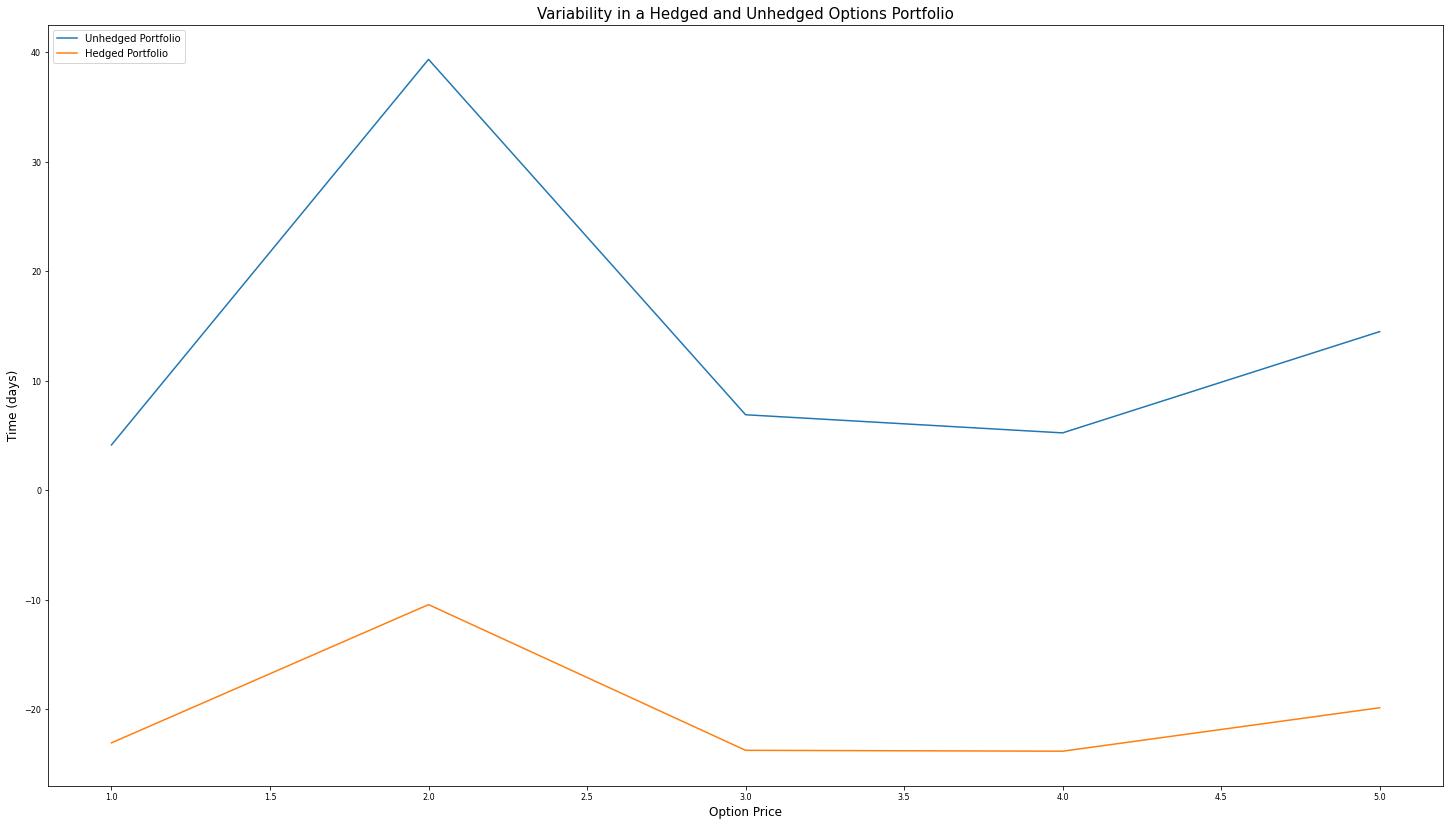 Variability in a Hedged and Unhedged Options Portfolio
Unhedged Portfolio
Hedged Portfolio
40
30
20
10
0
−10
−20
Time (days)
1.0 1.5 2.0 2.5 3.0 3.5 4.0 4.5 5.0
Option Price